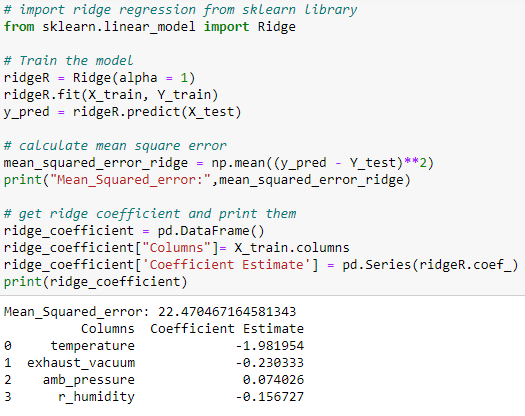 # import ridge regression from sklearn library
from sklearn.linear_model import Ridge
# Train the model
ridgeR = Ridge(alpha = 1)
ridgeR.fit(X_train, Y_train)
y_pred = ridgeR.predict(X_test)
# calculate mean square error
mean_squared_error_ridge = np.mean((y_pred - Y_test)**2)
print("Mean_Squared_error:",mean_squared_error_ridge)
# get ridge coefficient and print them
ridge_coefficient = pd.DataFrame()
ridge_coefficient["Columns"]= X_train.columns
ridge_coefficient['Coefficient Estimate'] = pd.Series(ridgeR.coef_)
print(ridge_coefficient)
Mean_Squared_error: 22.470467164581343
Columns Coefficient Estimate
0 temperature -1.981954
1 exhaust_vacuum -0.230333
2 amb_pressure 0.074026
3 r_humidity -0.156727